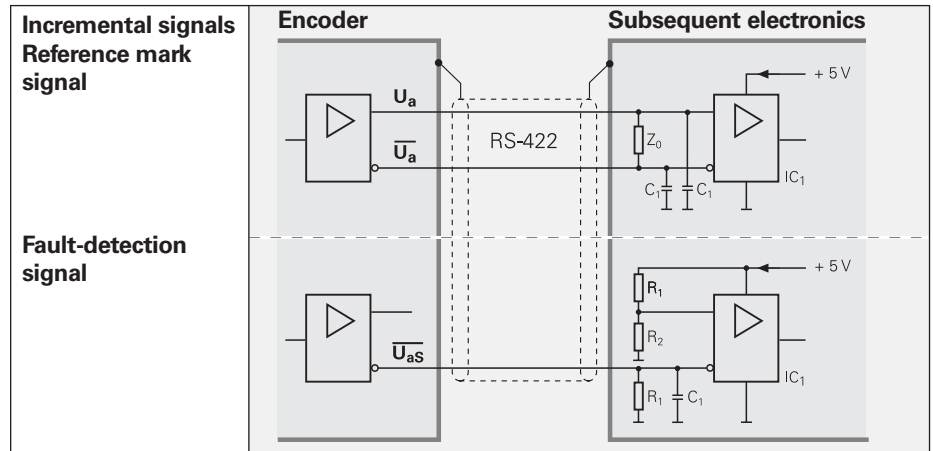 Incremental signals
Reference mark
signal
Encoder
Subsequent electronics
+ 5 V
Ua
RS-422
Z0
Ua
C1
C1
IC1
Fault-detection
signal
+ 5 V
R1
R2
UaS
R1
C1
IC1